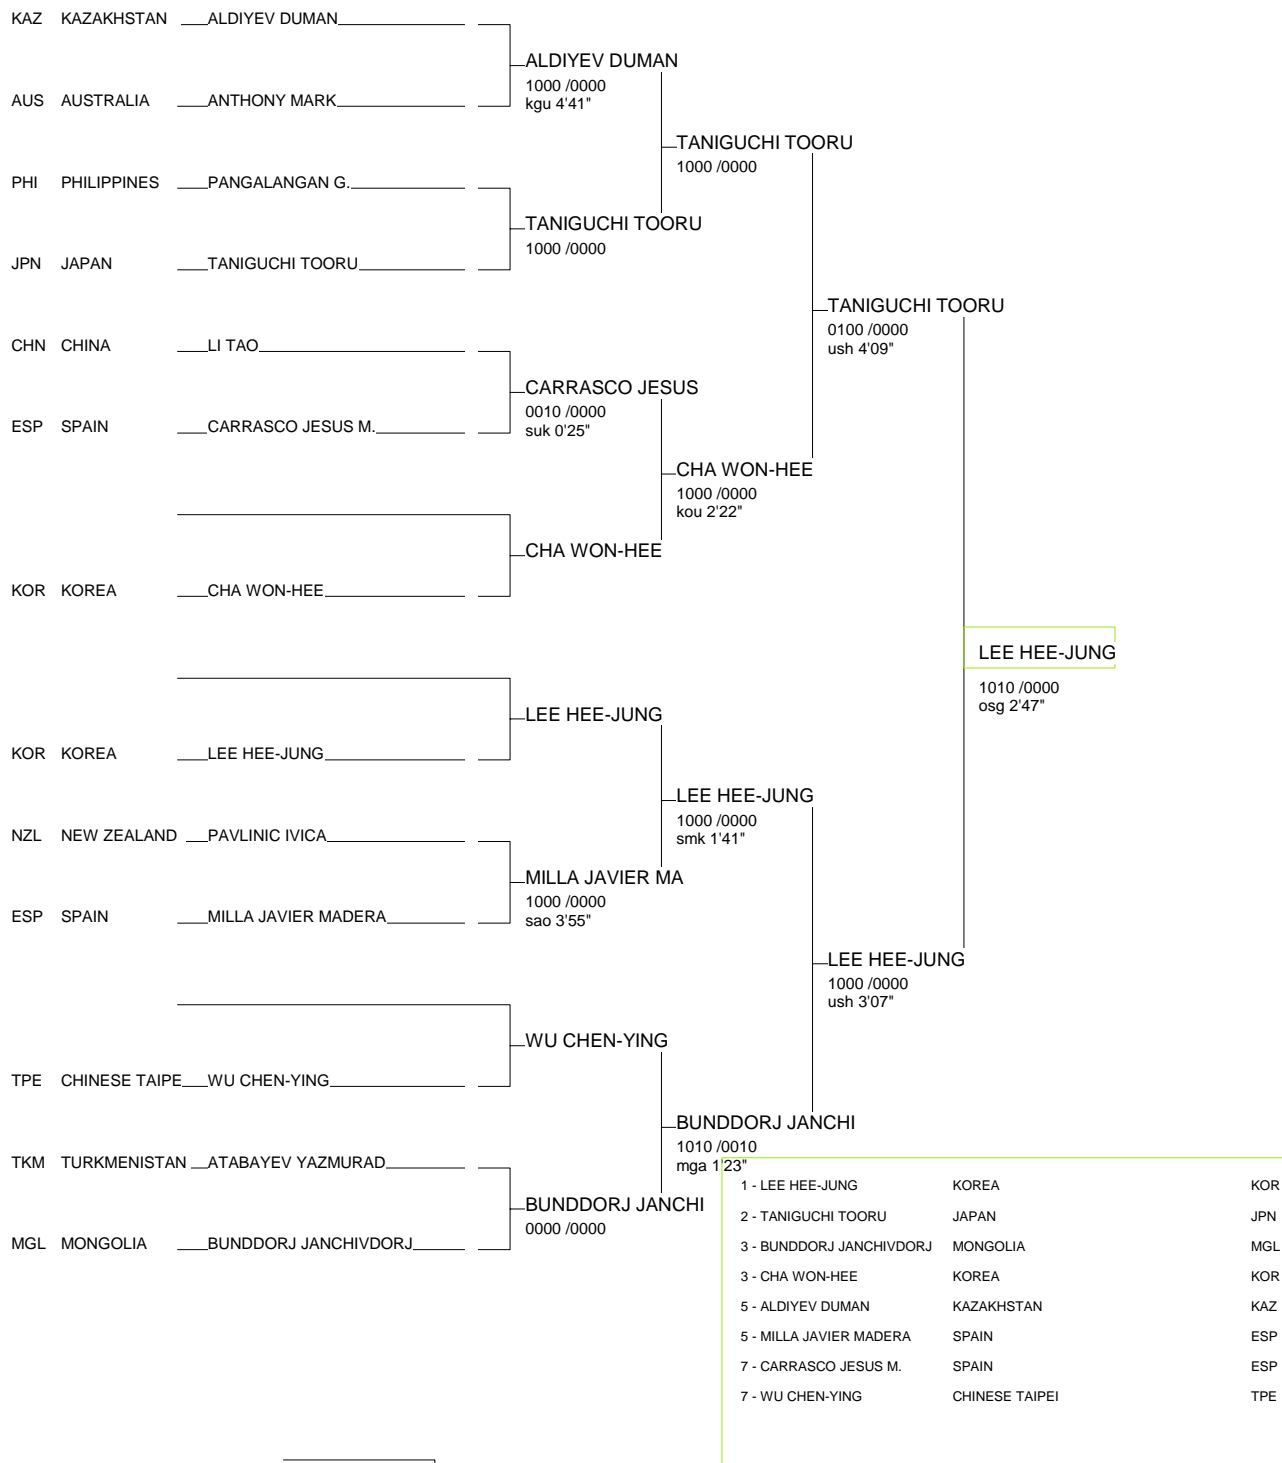 KAZ KAZAKHSTAN ALDIYEV DUMAN
ALDIYEV DUMAN
1000 /0000
kgu 4'41"
AUS AUSTRALIA ANTHONY MARK
TANIGUCHI TOORU
1000 /0000
PHI PHILIPPINES PANGALANGAN G.
TANIGUCHI TOORU
1000 /0000
JPN JAPAN TANIGUCHI TOORU
TANIGUCHI TOORU
0100 /0000
ush 4'09"
CHN CHINA LI TAO
CARRASCO JESUS
0010 /0000
suk 0'25"
ESP SPAIN CARRASCO JESUS M.
CHA WON-HEE
1000 /0000
kou 2'22"
CHA WON-HEE
KOR KOREA CHA WON-HEE
LEE HEE-JUNG
1010 /0000
osg 2'47"
LEE HEE-JUNG
KOR KOREA LEE HEE-JUNG
LEE HEE-JUNG
1000 /0000
smk 1'41"
NZL NEW ZEALAND PAVLINIC IVICA
MILLA JAVIER MA
1000 /0000
sao 3'55"
ESP SPAIN MILLA JAVIER MADERA
LEE HEE-JUNG
1000 /0000
ush 3'07"
WU CHEN-YING
TPE CHINESE TAIPE WU CHEN-YING
BUNDDORJ JANCHI
1010 /0010
mga 1'23"
TKM TURKMENISTAN ATABAYEV YAZMURAD
BUNDDORJ JANCHI
0000 /0000
MGL MONGOLIA BUNDDORJ JANCHIVDORJ
1 - LEE HEE-JUNG KOREA KOR
2 - TANIGUCHI TOORU JAPAN JPN
3 - BUNDDORJ JANCHIVDORJ MONGOLIA MGL
3 - CHA WON-HEE KOREA KOR
5 - ALDIYEV DUMAN KAZAKHSTAN KAZ
5 - MILLA JAVIER MADERA SPAIN ESP
7 - CARRASCO JESUS M. SPAIN ESP
7 - WU CHEN-YING CHINESE TAIPEI TPE